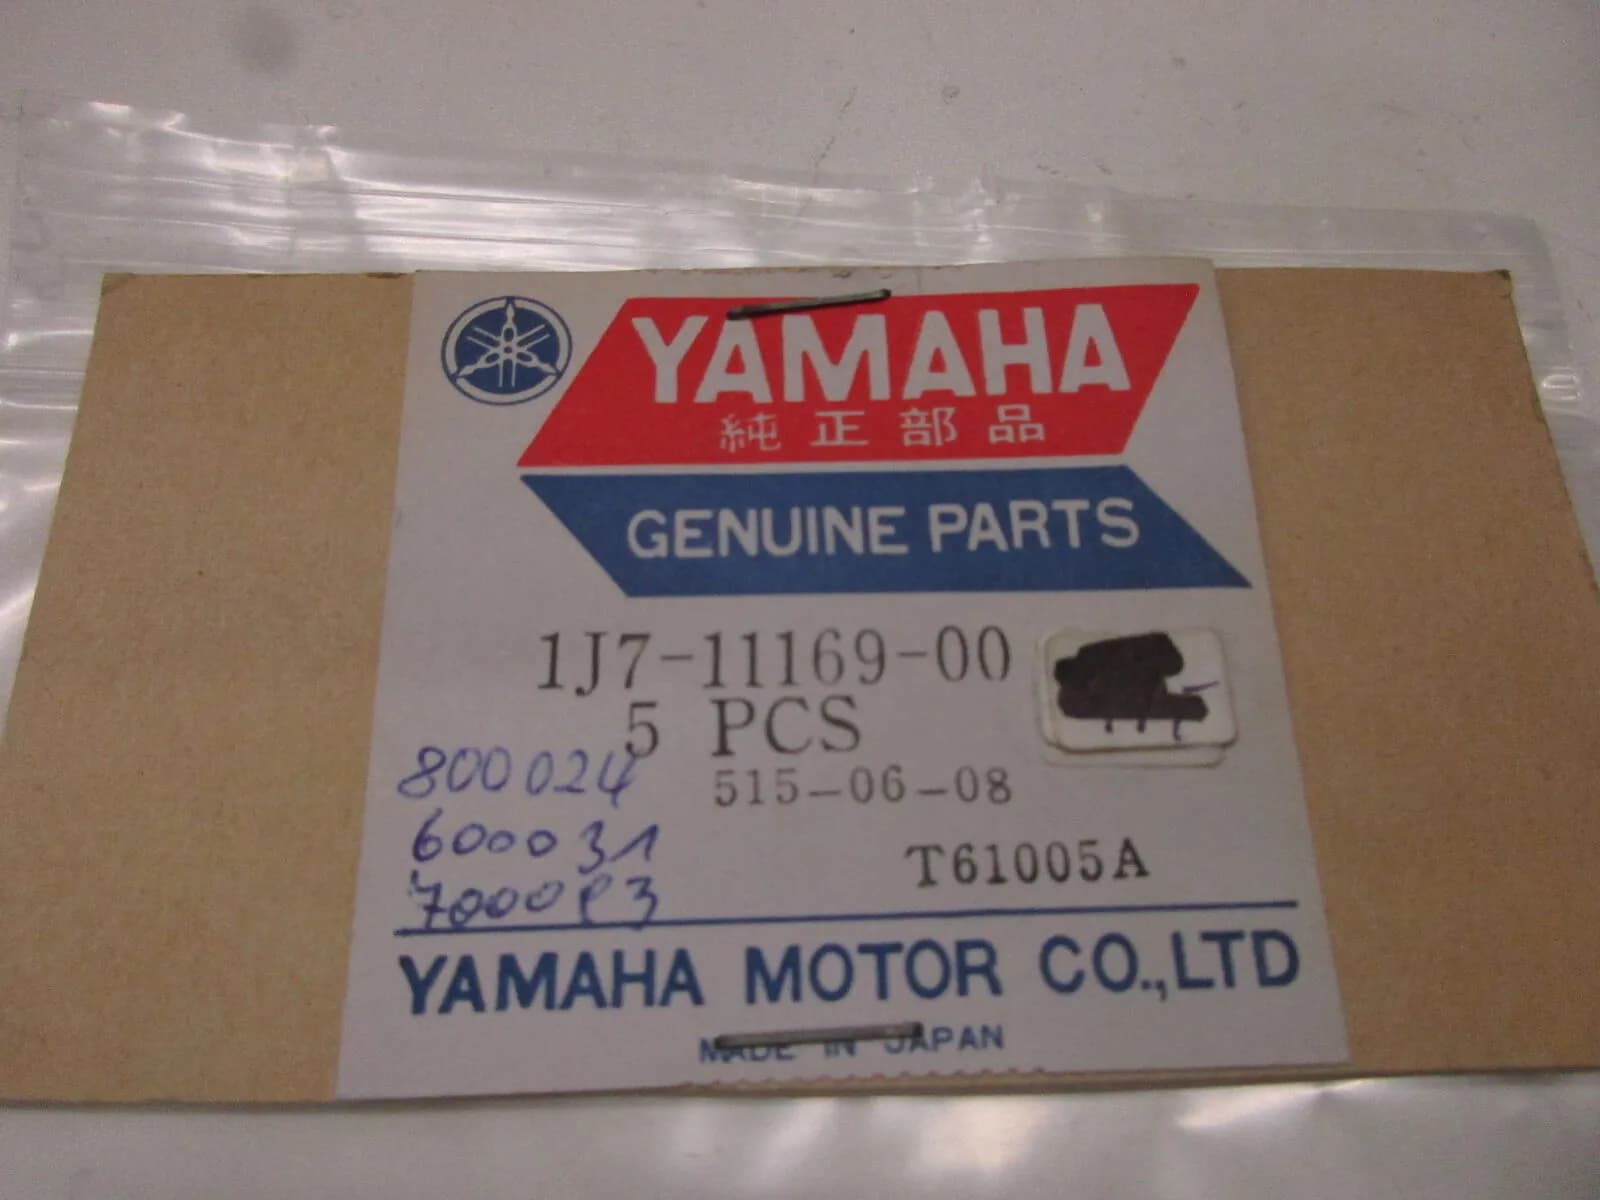 YAMAHA
純正部品
GENUINE PARTS
1J7-11169-00
5 PCS
515-06-08
800024
600031
T61005A
YAMAHA MOTOR CO.,LTD
MADE IN JAPAN